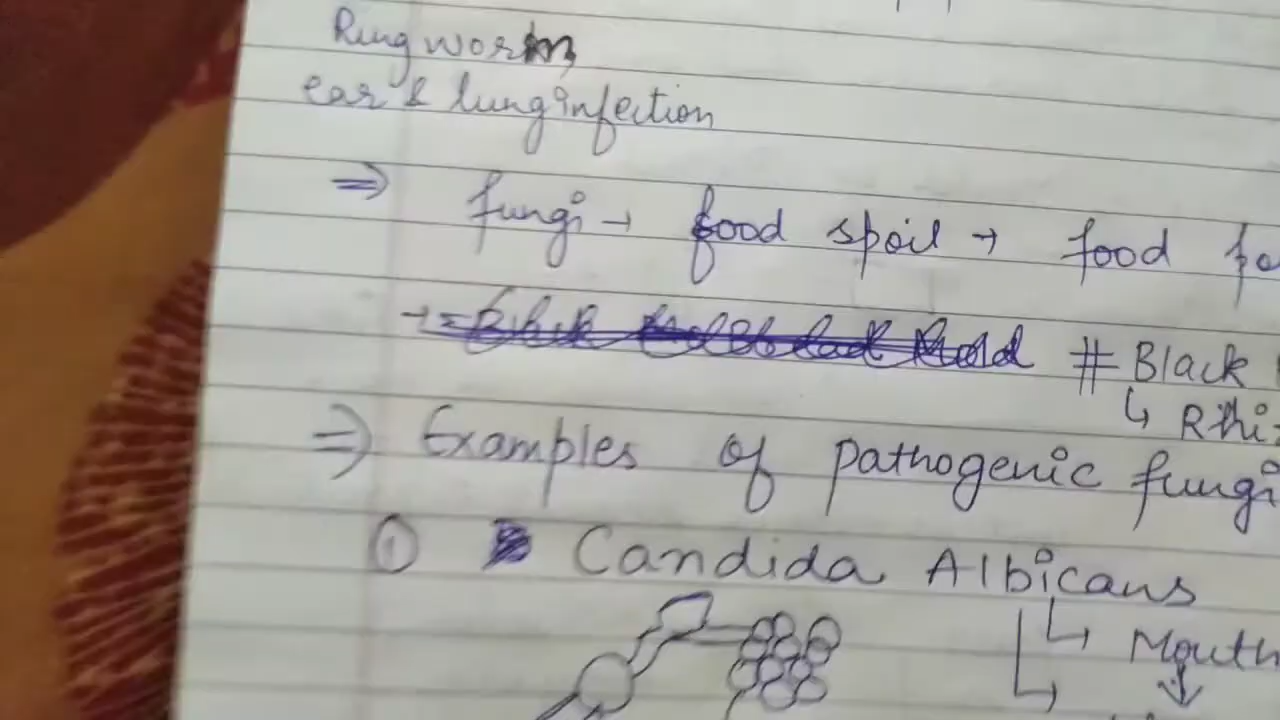 Ringworm
ear & lung infection
⇒ fungi → food spoil → food
# Black
↳ Rhi
⇒ Examples of pathogenic fungi
① Candida Albicans
↳ Mouth